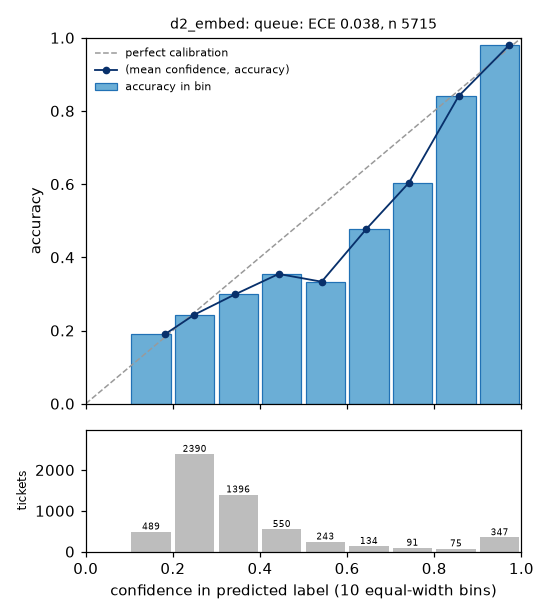 d2_embed: queue: ECE 0.038, n 5715
perfect calibration
(mean confidence, accuracy)
accuracy in bin
1.0
0.8
0.6
0.4
0.2
0.0
accuracy
2390
1396
489
550
243
134
91
75
347
2000
1000
0
tickets
0.0 0.2 0.4 0.6 0.8 1.0
confidence in predicted label (10 equal-width bins)